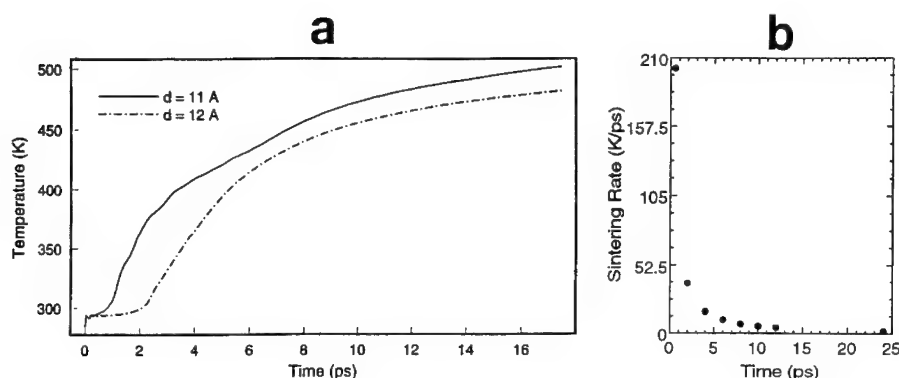 a
500
450
400
350
300
Temperature (K)
d = 11 A
d = 12 A
0 2 4 6 8 10 12 14 16
Time (ps)
b
210
157.5
105
52.5
0
Sintering Rate (K/ps)
0 5 10 15 20 25
Time (ps)